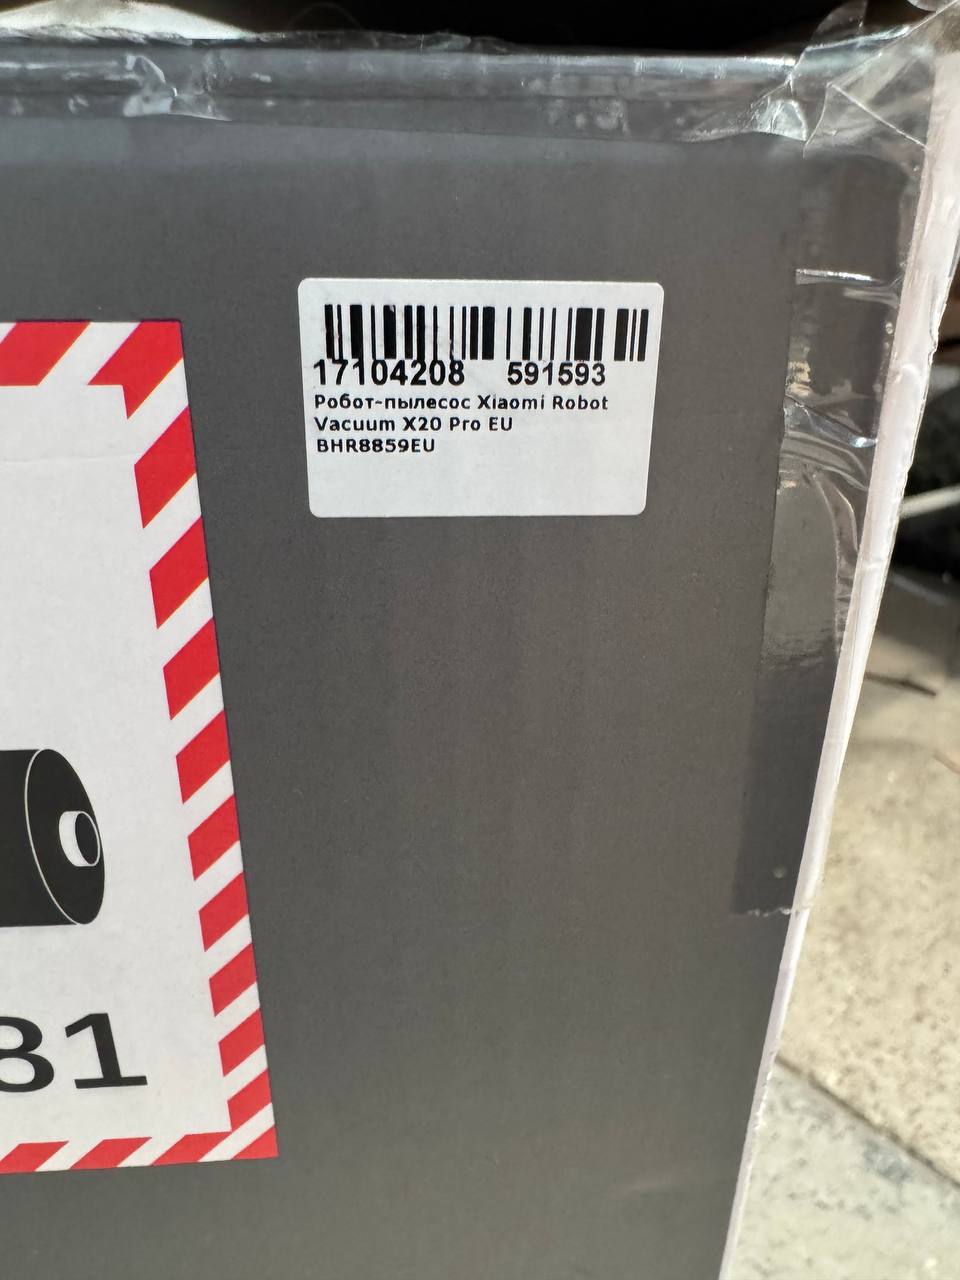 17104208 591593
Робот-пылесос Xiaomi Robot
Vacuum X20 Pro EU
BHR8859EU
81